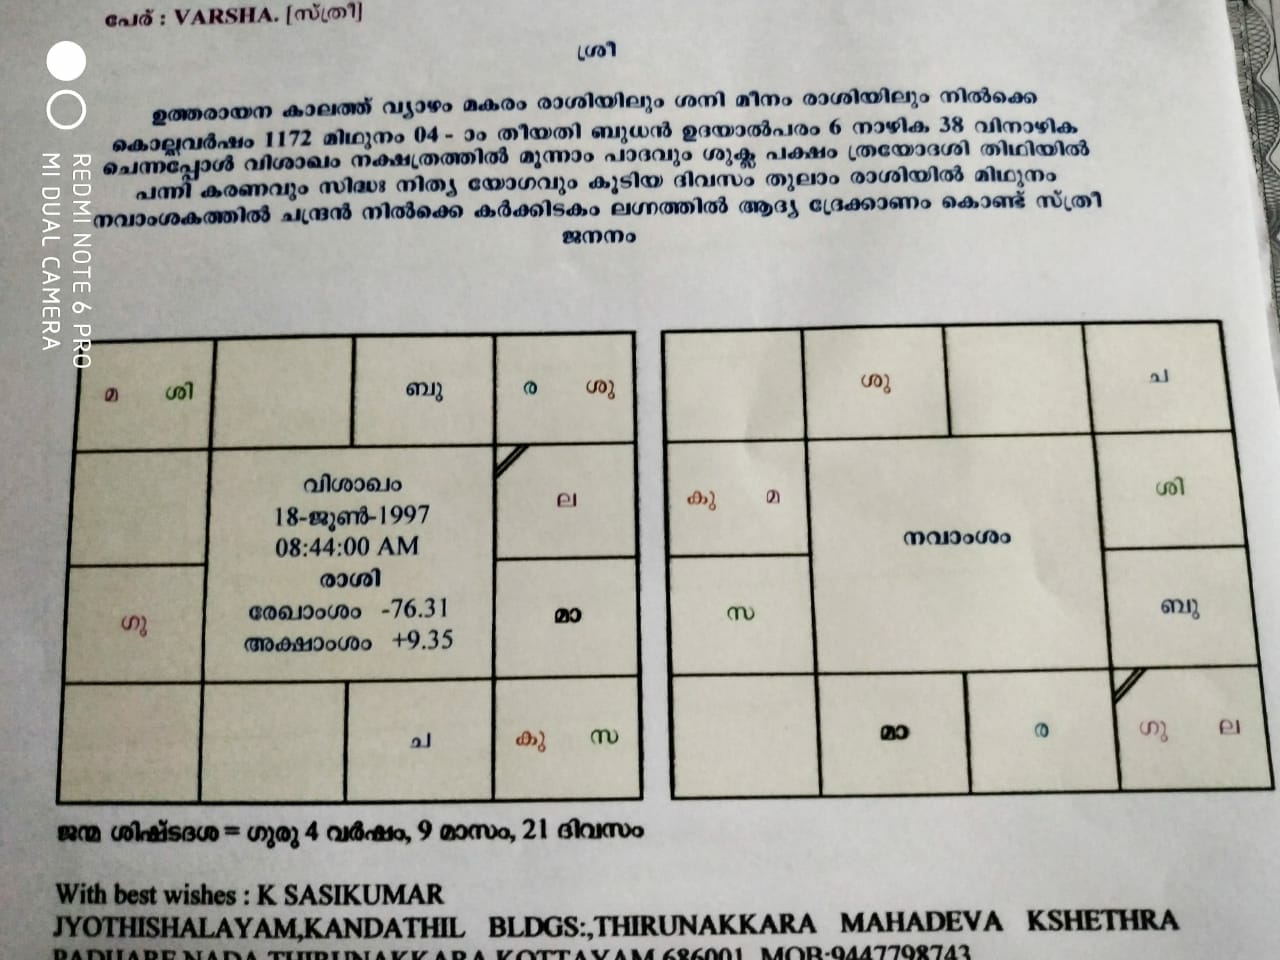 പേര് : VARSHA. [സ്ത്രീ]
ശ്രീ
ഉത്തരായന കാലത്ത് വ്യാഴം മകരം രാശിയിലും ശനി മീനം രാശിയിലും നിൽക്കെ
കൊല്ലവർഷം 1172 മിഥുനം 04 - ാം തീയതി ബുധൻ ഉദയാൽപരം 6 നാഴിക 38 വിനാഴിക
ചെന്നപ്പോൾ വിശാഖം നക്ഷത്രത്തിൽ മൂന്നാം പാദവും ശുക്ല പക്ഷം ത്രയോദശി തിഥിയിൽ
പന്നി കരണവും സിദ്ധഃ നിത്യ യോഗവും കൂടിയ ദിവസം തുലാം രാശിയിൽ മിഥുനം
നവാംശകത്തിൽ ചന്ദ്രൻ നിൽക്കെ കർക്കിടകം ലഗ്നത്തിൽ ആദ്യ ദ്രേക്കാണം കൊണ്ട് സ്ത്രീ
ജനനം
REDMI NOTE 6 PRO
MI DUAL CAMERA
മ ശി ബു ര ശു
ല
ഗു മാ
ച കു സ
വിശാഖം
18-ജൂൺ-1997
08:44:00 AM
രാശി
രേഖാംശം -76.31
അക്ഷാംശം +9.35
ശു ച
കു മ ശി
നവാംശം
സ ബു
മാ ര ഗു ല
ജന്മ ശിഷ്ടദശ = ഗുരു 4 വർഷം, 9 മാസം, 21 ദിവസം
With best wishes : K SASIKUMAR
JYOTHISHALAYAM,KANDATHIL BLDGS:,THIRUNAKKARA MAHADEVA KSHETHRA
NADA THIRUNAKKARA KOTTAYAM 686001 MOB:9447798743